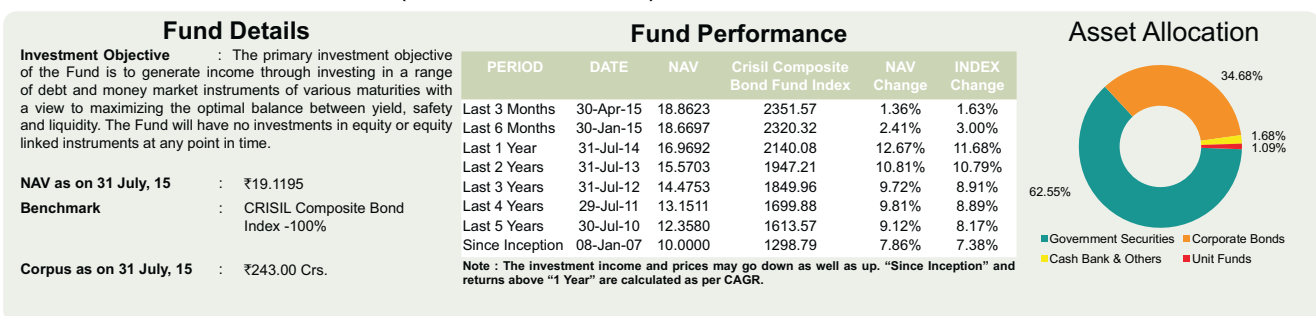 Fund Details
Investment Objective : The primary investment objective
of the Fund is to generate income through investing in a range
of debt and money market instruments of various maturities with
a view to maximizing the optimal balance between yield, safety
and liquidity. The Fund will have no investments in equity or equity
linked instruments at any point in time.
NAV as on 31 July, 15 : ₹19.1195
Benchmark : CRISIL Composite Bond
Index -100%
Corpus as on 31 July, 15 : ₹243.00 Crs.
Fund Performance
PERIOD DATE NAV Crisil Composite Bond Fund Index NAV Change INDEX Change
Last 3 Months 30-Apr-15 18.8623 2351.57 1.36% 1.63%
Last 6 Months 30-Jan-15 18.6697 2320.32 2.41% 3.00%
Last 1 Year 31-Jul-14 16.9692 2140.08 12.67% 11.68%
Last 2 Years 31-Jul-13 15.5703 1947.21 10.81% 10.79%
Last 3 Years 31-Jul-12 14.4753 1849.96 9.72% 8.91%
Last 4 Years 29-Jul-11 13.1511 1699.88 9.81% 8.89%
Last 5 Years 30-Jul-10 12.3580 1613.57 9.12% 8.17%
Since Inception 08-Jan-07 10.0000 1298.79 7.86% 7.38%
Note : The investment income and prices may go down as well as up. “Since Inception” and
returns above “1 Year” are calculated as per CAGR.
Asset Allocation
34.68%
1.68%
1.09%
62.55%
Government Securities Corporate Bonds
Cash Bank & Others Unit Funds